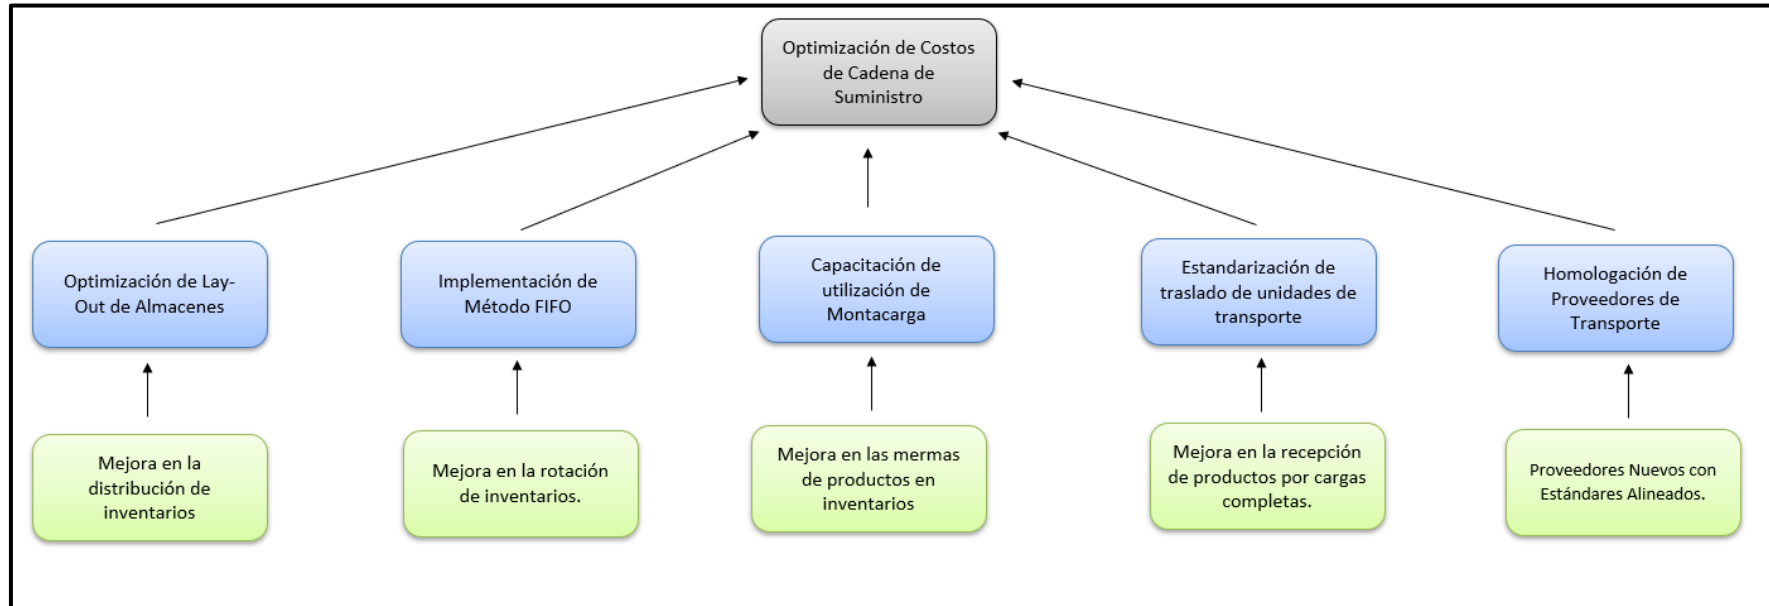 Optimización de Costos
de Cadena de
Suministro
Optimización de Lay-
Out de Almacenes
Implementación de
Método FIFO
Capacitación de
utilización de
Montacarga
Estandarización de
traslado de unidades de
transporte
Homologación de
Proveedores de
Transporte
Mejora en la
distribución de
inventarios
Mejora en la rotación
de inventarios.
Mejora en las mermas
de productos en
inventarios
Mejora en la recepción
de productos por cargas
completas.
Proveedores Nuevos con
Estándares Alineados.